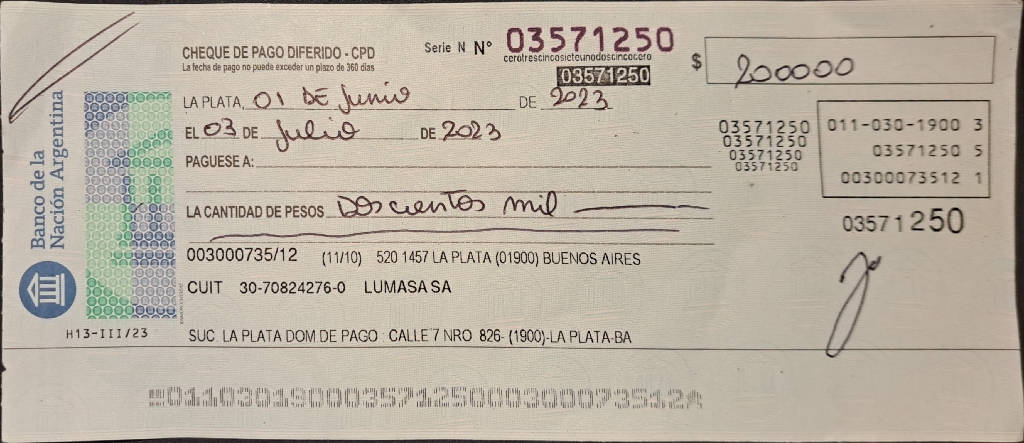 CHEQUE DE PAGO DIFERIDO - CPD
La fecha de pago no puede exceder un plazo de 360 días
Serie N Nº 03571250
cerotrescincosieteunodoscincocero
03571250
$ 200000
LA PLATA, 01 DE Junio DE 2023
EL 03 DE Julio DE 2023
PAGUESE A:
LA CANTIDAD DE PESOS Doscientos mil
003000735/12 (11/10) 520 1457 LA PLATA (01900) BUENOS AIRES
CUIT 30-70824276-0 LUMASA SA
SUC. LA PLATA DOM.DE PAGO : CALLE 7 NRO. 826- (1900)-LA PLATA-BA
03571250
03571250
03571250
03571250
011-030-1900 3
03571250 5
00300073512 1
03571250
Banco de la
Nación Argentina
H13-III/23
01103019000357125000300073512